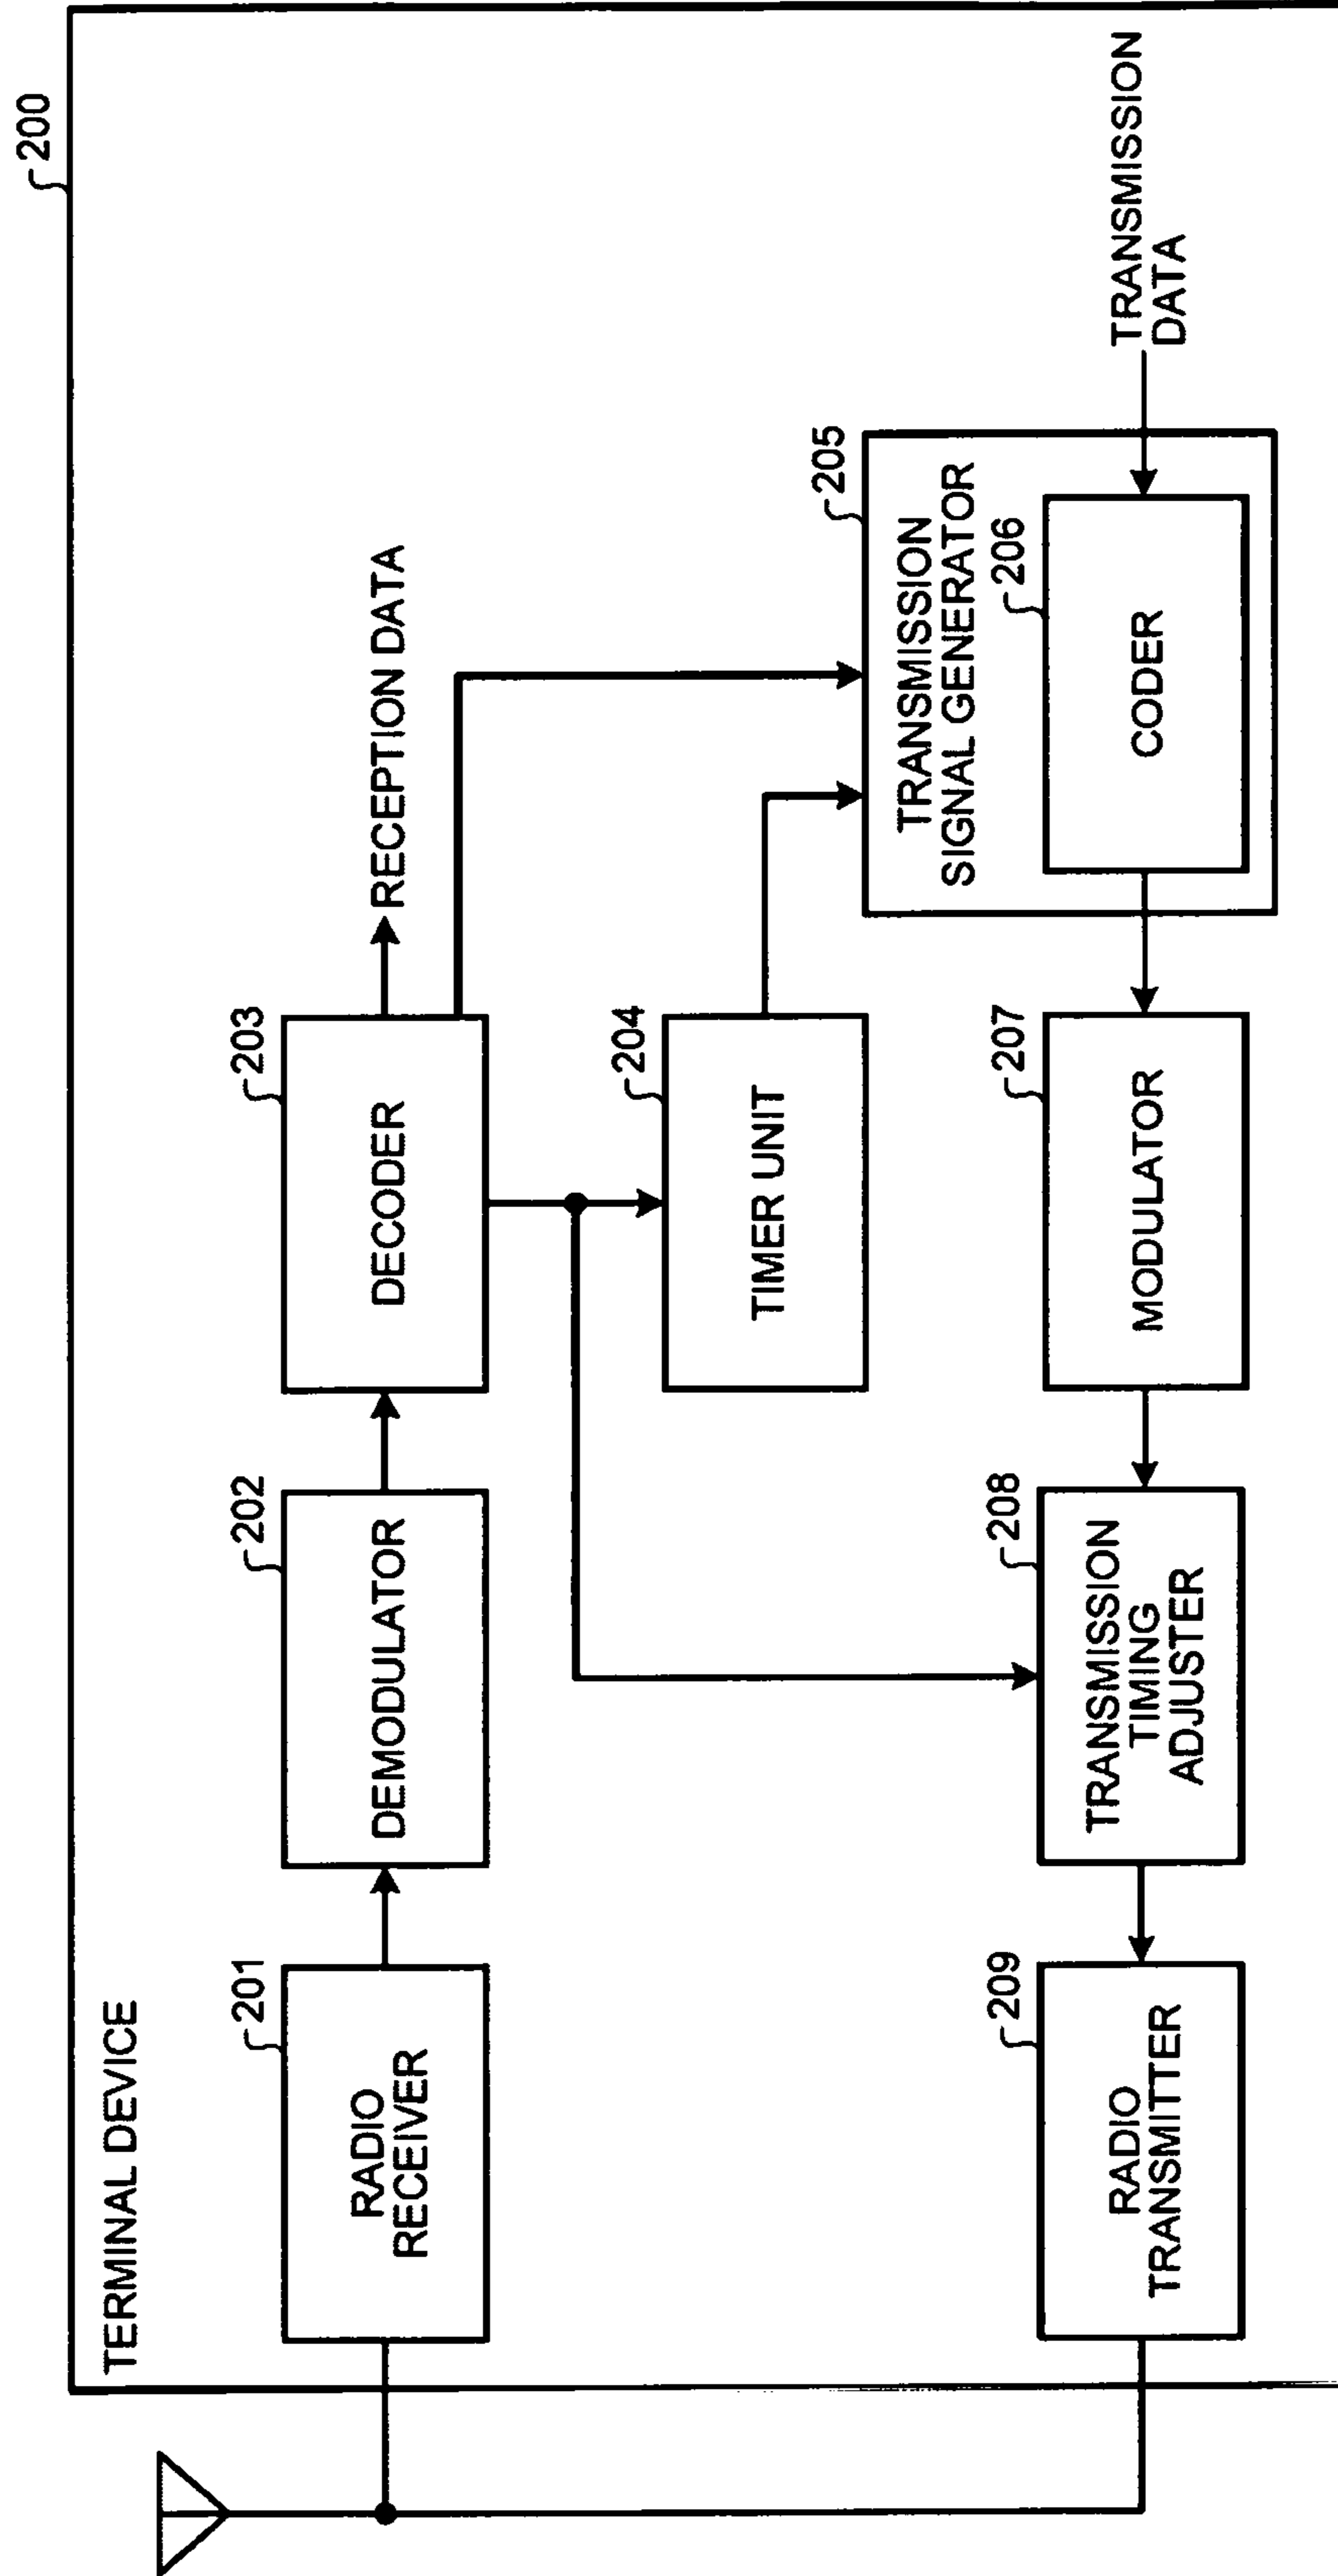 200
TERMINAL DEVICE
201
RADIO
RECEIVER
202
DEMODULATOR
203
DECODER
RECEPTION DATA
204
TIMER UNIT
205
TRANSMISSION
SIGNAL GENERATOR
206
CODER
TRANSMISSION
DATA
207
MODULATOR
208
TRANSMISSION
TIMING
ADJUSTER
209
RADIO
TRANSMITTER